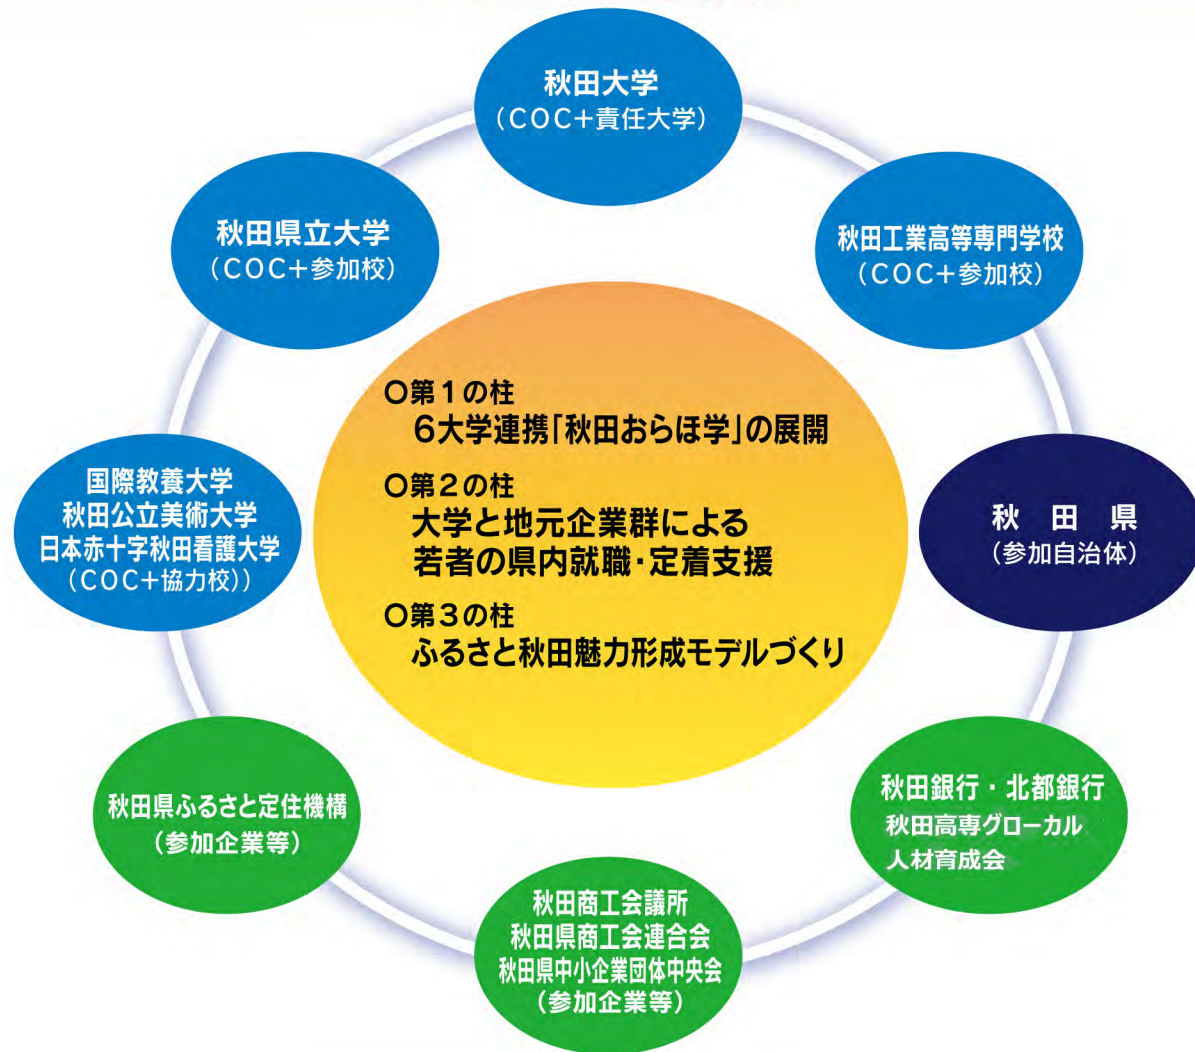 秋田大学
(COC+責任大学)
秋田県立大学
(COC+参加校)
秋田工業高等専門学校
(COC+参加校)
○第1の柱
6大学連携「秋田おらほ学」の展開
○第2の柱
大学と地元企業群による
若者の県内就職・定着支援
○第3の柱
ふるさと秋田魅力形成モデルづくり
国際教養大学
秋田公立美術大学
日本赤十字秋田看護大学
(COC+協力校))
秋田県
(参加自治体)
秋田県ふるさと定住機構
(参加企業等)
秋田銀行・北都銀行
秋田高専グローカル
人材育成会
秋田商工会議所
秋田県商工会連合会
秋田県中小企業団体中央会
(参加企業等)